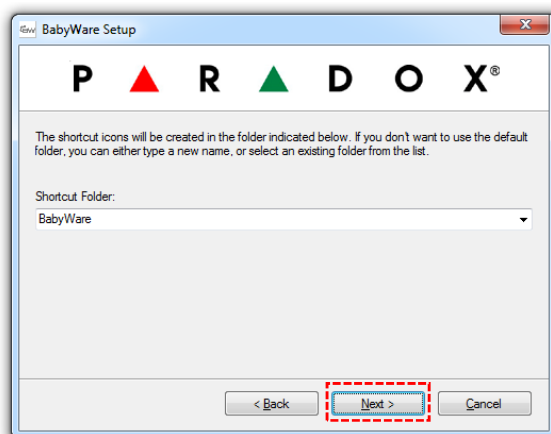 BabyWare Setup
PARADOX®
The shortcut icons will be created in the folder indicated below. If you don't want to use the default
folder, you can either type a new name, or select an existing folder from the list.
Shortcut Folder:
BabyWare
< Back Next > Cancel